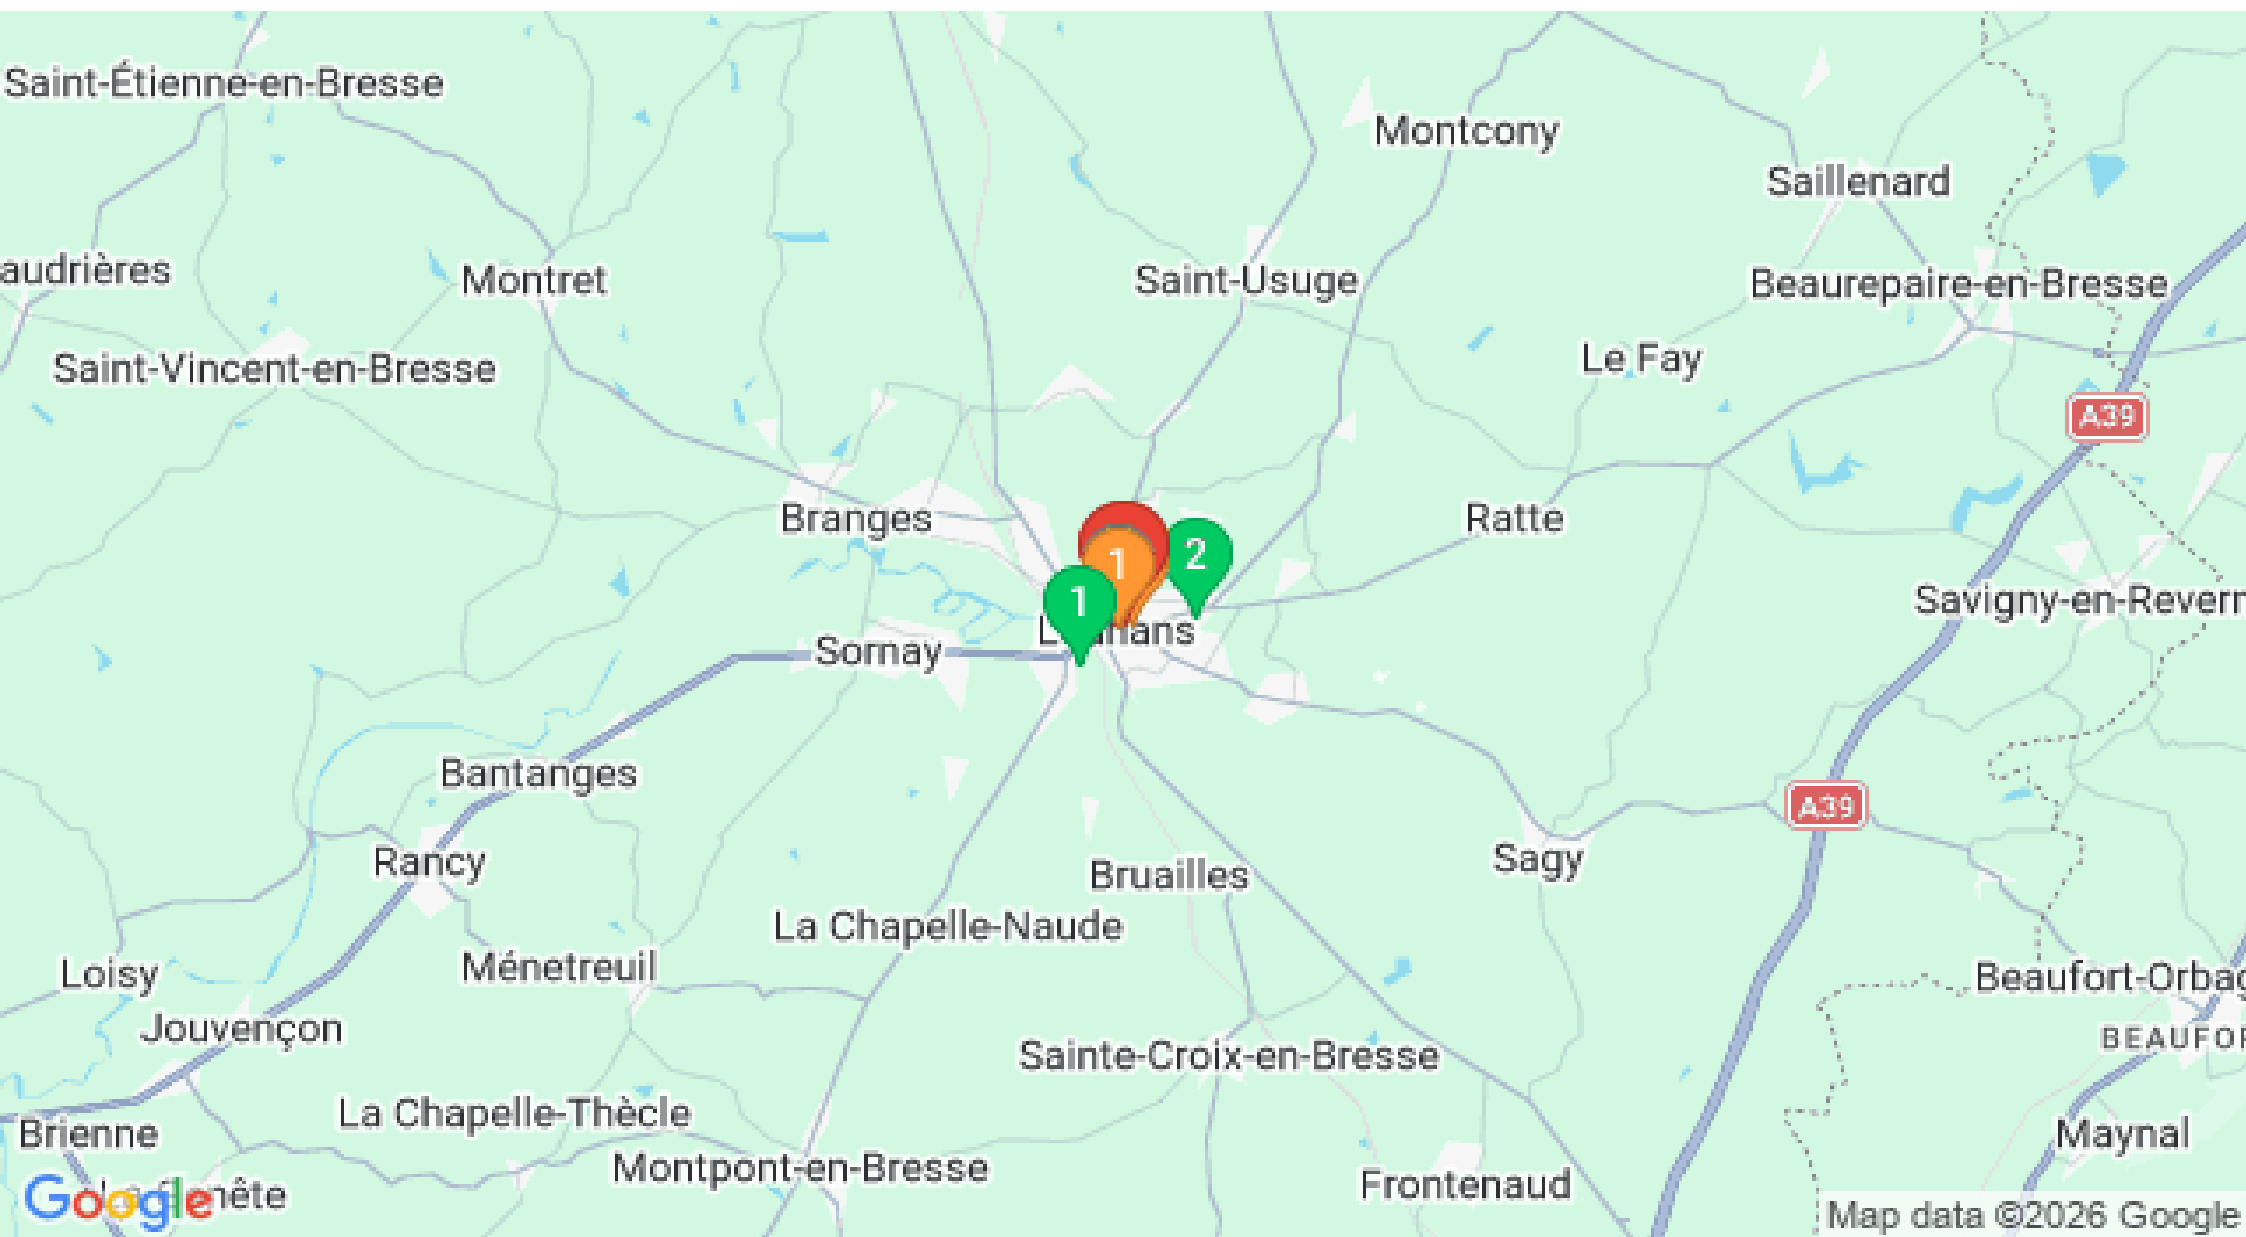 Saint-Étienne-en-Bresse
Montcony
Saillenard
audrières
Montret
Saint-Usuge
Beaurepaire-en-Bresse
Saint-Vincent-en-Bresse
Le Fay
A39
Branges
Ratte
2
1
1
Savigny-en-Reverm
Sornay
Bantanges
A39
Rancy
Bruailles
Sagy
La Chapelle-Naude
Ménetreuil
Loisy
Beaufort-Orbag
Jouvençon
BEAUFOR
Sainte-Croix-en-Bresse
La Chapelle-Thècle
Brienne
Maynal
Montpont-en-Bresse
Frontenaud
Google
Map data ©2026 Google